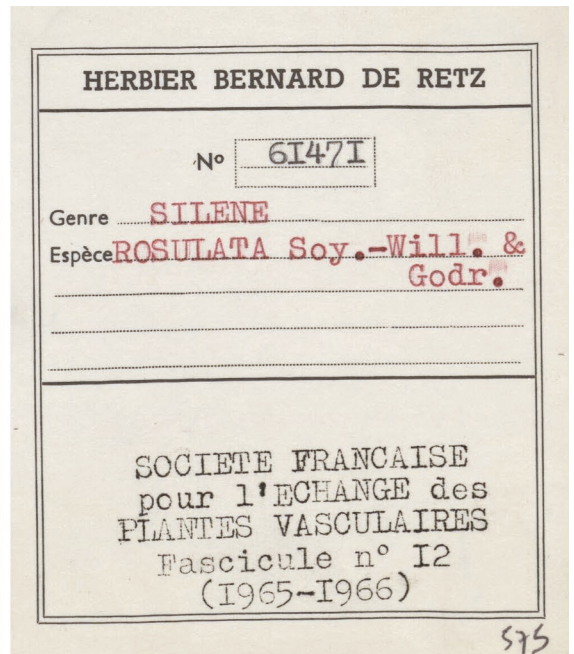 HERBIER BERNARD DE RETZ
N° 6I47I
Genre SILENE
Espèce ROSULATA Soy.-Will. &
Godr.
SOCIETE FRANCAISE
pour l'ECHANGE des
PLANTES VASCULAIRES
Fascicule n° I2
(I965-I966)
575